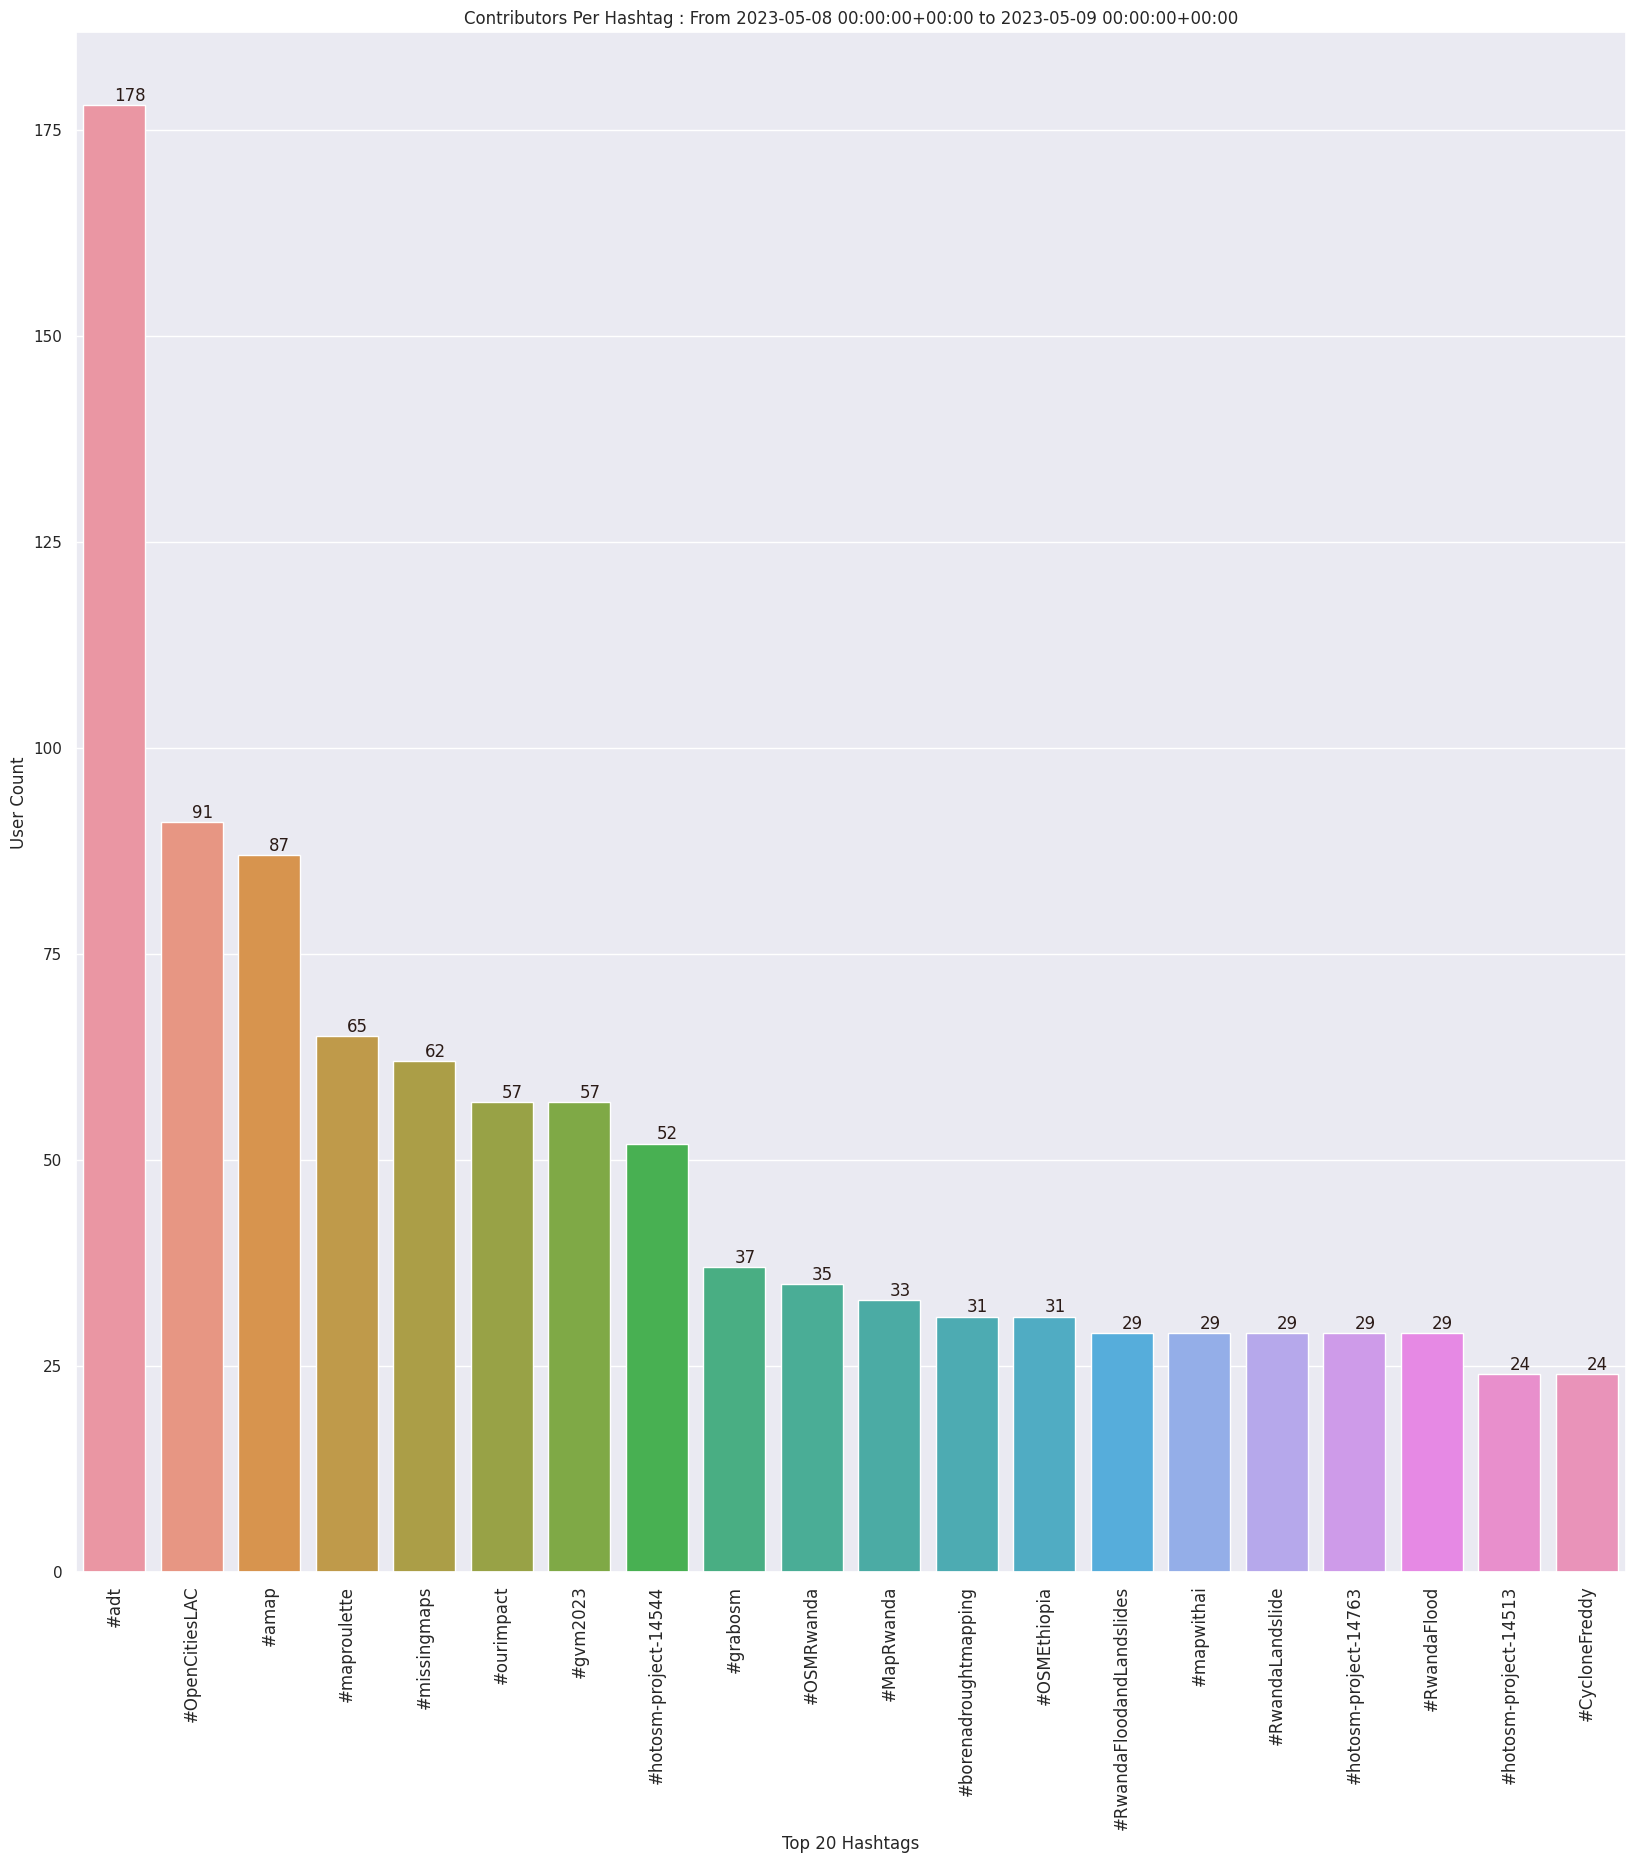 Contributors Per Hashtag : From 2023-05-08 00:00:00+00:00 to 2023-05-09 00:00:00+00:00
User Count
175
150
125
100
75
50
25
0
178
91
87
65
62
57
57
52
37
35
33
31
31
29
29
29
29
29
24
24
#adt
#OpenCitiesLAC
#amap
#maproulette
#missingmaps
#ourimpact
#gvm2023
#hotosm-project-14544
#grabosm
#OSMRwanda
#MapRwanda
#borenadroughtmapping
#OSMEthiopia
#RwandaFloodandLandslides
#mapwithai
#RwandaLandslide
#hotosm-project-14763
#RwandaFlood
#hotosm-project-14513
#CycloneFreddy
Top 20 Hashtags